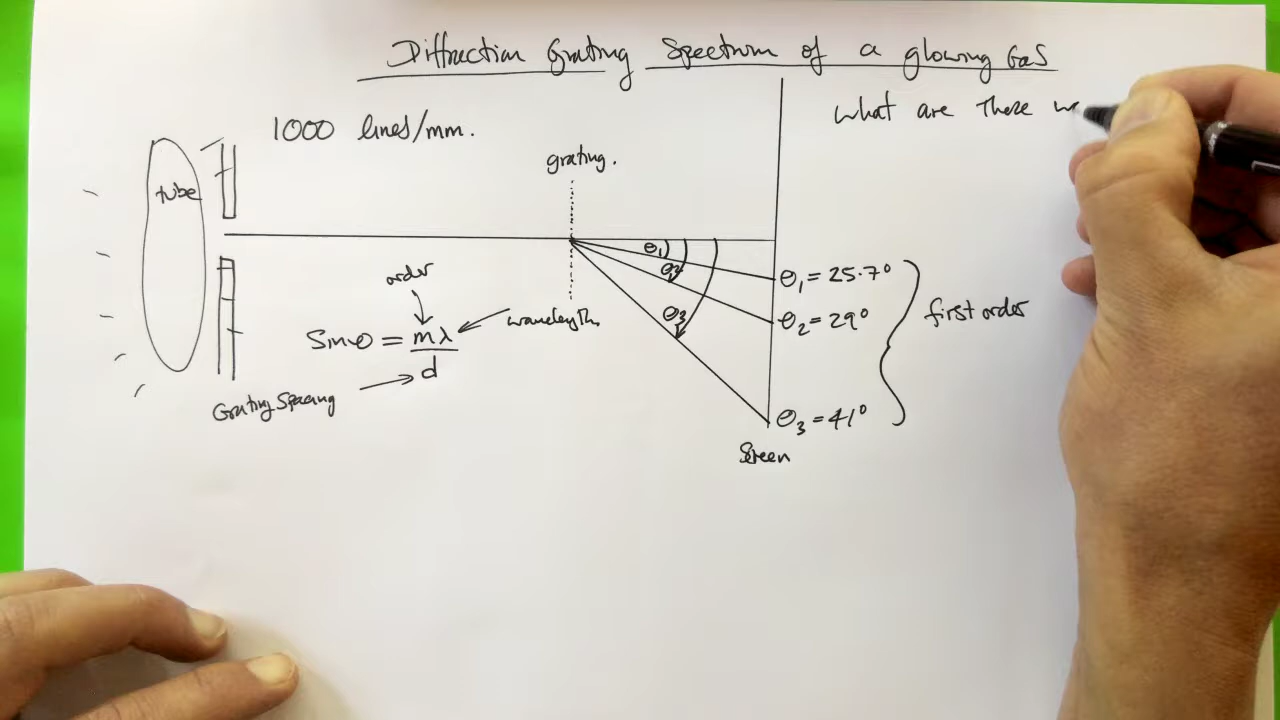 Diffraction Grating Spectrum of a glowing Gas
What are there
1000 lines/mm.
grating.
tube
θ₁
θ₂
θ₃
θ₁ = 25.7°
θ₂ = 29°
θ₃ = 41°
first order
order
wavelength
Sinθ = mλ/d
Grating Spacing
Screen